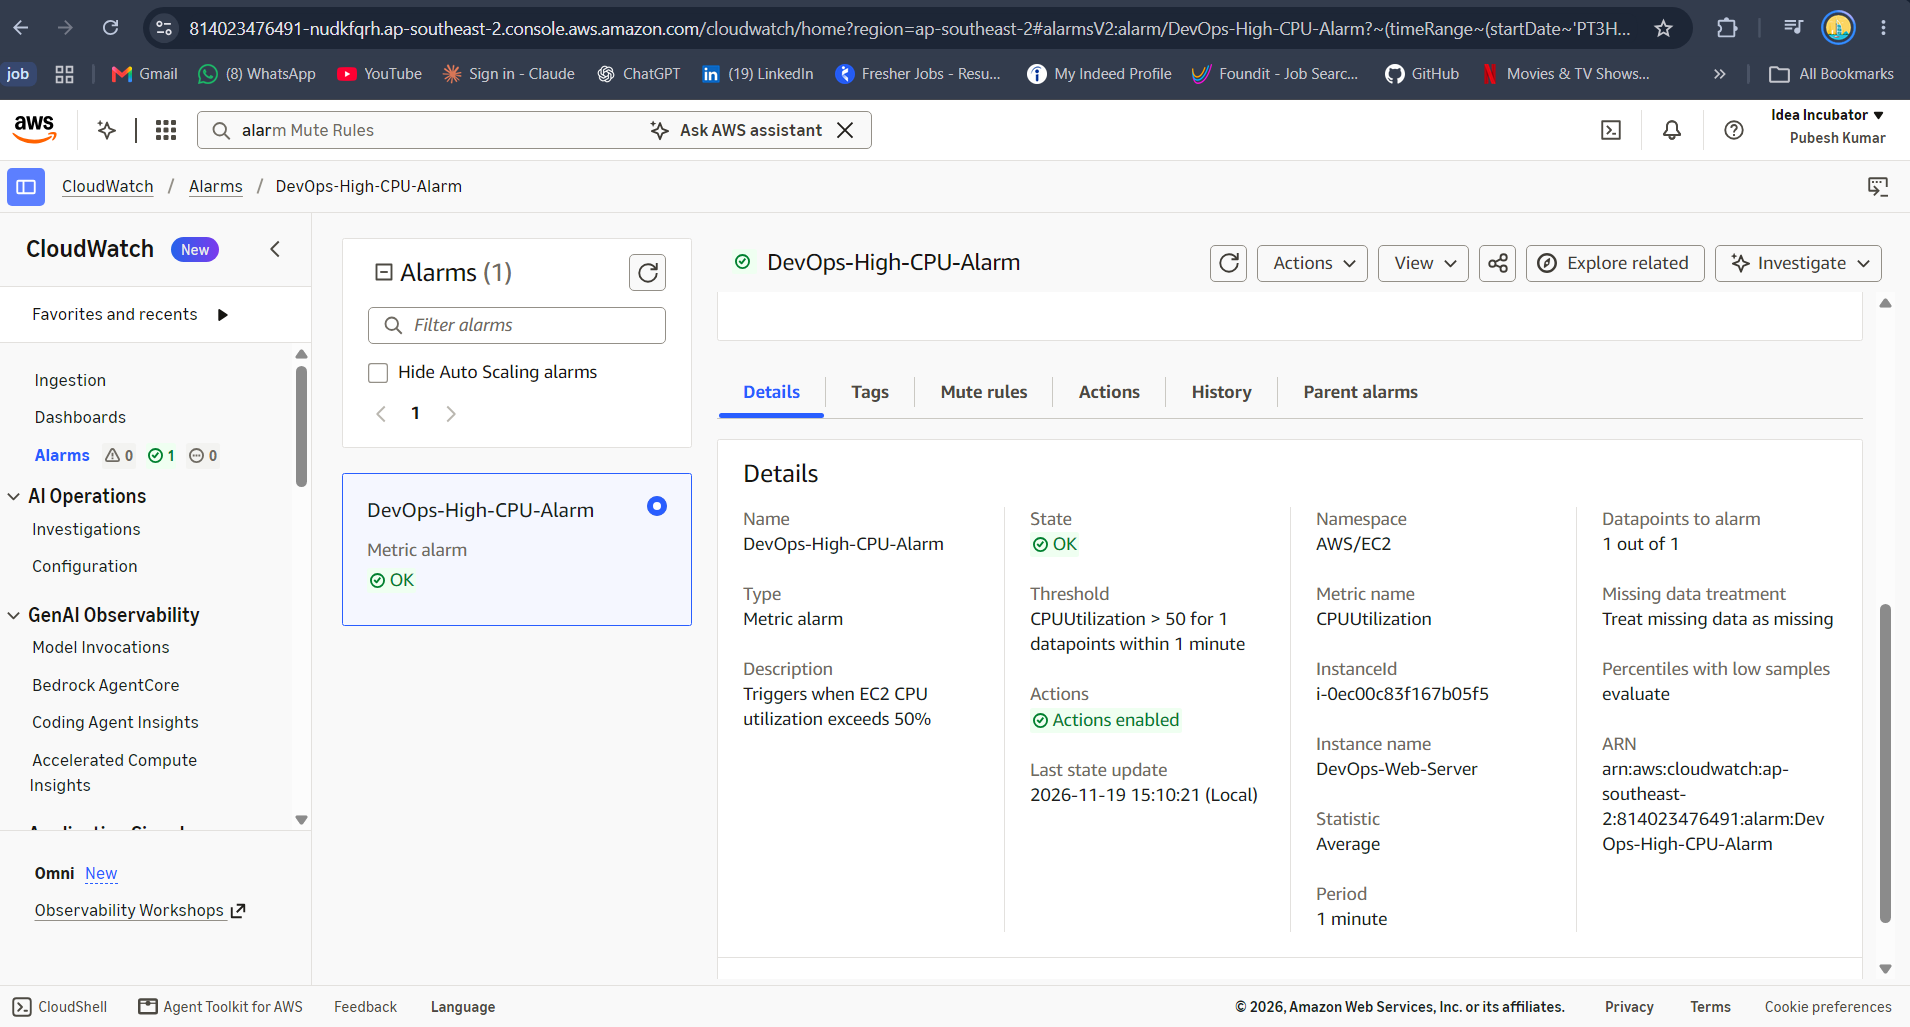 814023476491-nudkfqrh.ap-southeast-2.console.aws.amazon.com/cloudwatch/home?region=ap-southeast-2#alarmsV2:alarm/DevOps-High-CPU-Alarm?~(timeRange~(startDate~'PT3H...
job
Gmail
(8) WhatsApp
YouTube
Sign in - Claude
ChatGPT
(19) LinkedIn
Fresher Jobs - Resu...
My Indeed Profile
Foundit - Job Searc...
GitHub
Movies & TV Shows...
»
All Bookmarks
aws
alarm Mute Rules
Ask AWS assistant
Idea Incubator
Pubesh Kumar
CloudWatch / Alarms / DevOps-High-CPU-Alarm
CloudWatch New
Favorites and recents
Ingestion
Dashboards
Alarms 0 1 0
AI Operations
Investigations
Configuration
GenAI Observability
Model Invocations
Bedrock AgentCore
Coding Agent Insights
Accelerated Compute
Insights
Omni New
Observability Workshops
Alarms (1)
Filter alarms
Hide Auto Scaling alarms
1
DevOps-High-CPU-Alarm
Metric alarm
OK
DevOps-High-CPU-Alarm
Actions
View
Explore related
Investigate
Details
Tags
Mute rules
Actions
History
Parent alarms
Details
Name
DevOps-High-CPU-Alarm
Type
Metric alarm
Description
Triggers when EC2 CPU
utilization exceeds 50%
State
OK
Threshold
CPUUtilization > 50 for 1
datapoints within 1 minute
Actions
Actions enabled
Last state update
2026-11-19 15:10:21 (Local)
Namespace
AWS/EC2
Metric name
CPUUtilization
InstanceId
i-0ec00c83f167b05f5
Instance name
DevOps-Web-Server
Statistic
Average
Period
1 minute
Datapoints to alarm
1 out of 1
Missing data treatment
Treat missing data as missing
Percentiles with low samples
evaluate
ARN
arn:aws:cloudwatch:ap-
southeast-
2:814023476491:alarm:Dev
Ops-High-CPU-Alarm
CloudShell
Agent Toolkit for AWS
Feedback
Language
© 2026, Amazon Web Services, Inc. or its affiliates.
Privacy
Terms
Cookie preferences